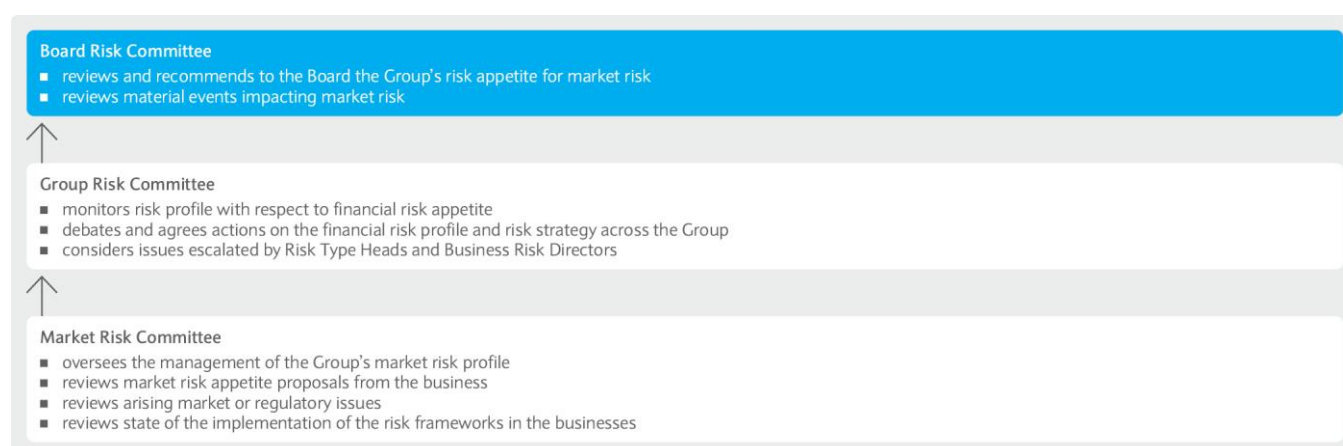 Board Risk Committee
■ reviews and recommends to the Board the Group's risk appetite for market risk
■ reviews material events impacting market risk
Group Risk Committee
■ monitors risk profile with respect to financial risk appetite
■ debates and agrees actions on the financial risk profile and risk strategy across the Group
■ considers issues escalated by Risk Type Heads and Business Risk Directors
Market Risk Committee
■ oversees the management of the Group's market risk profile
■ reviews market risk appetite proposals from the business
■ reviews arising market or regulatory issues
■ reviews state of the implementation of the risk frameworks in the businesses